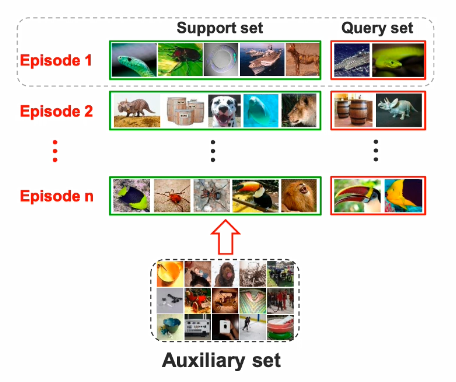 Support set
Query set
Episode 1
Episode 2
Episode n
Auxiliary set